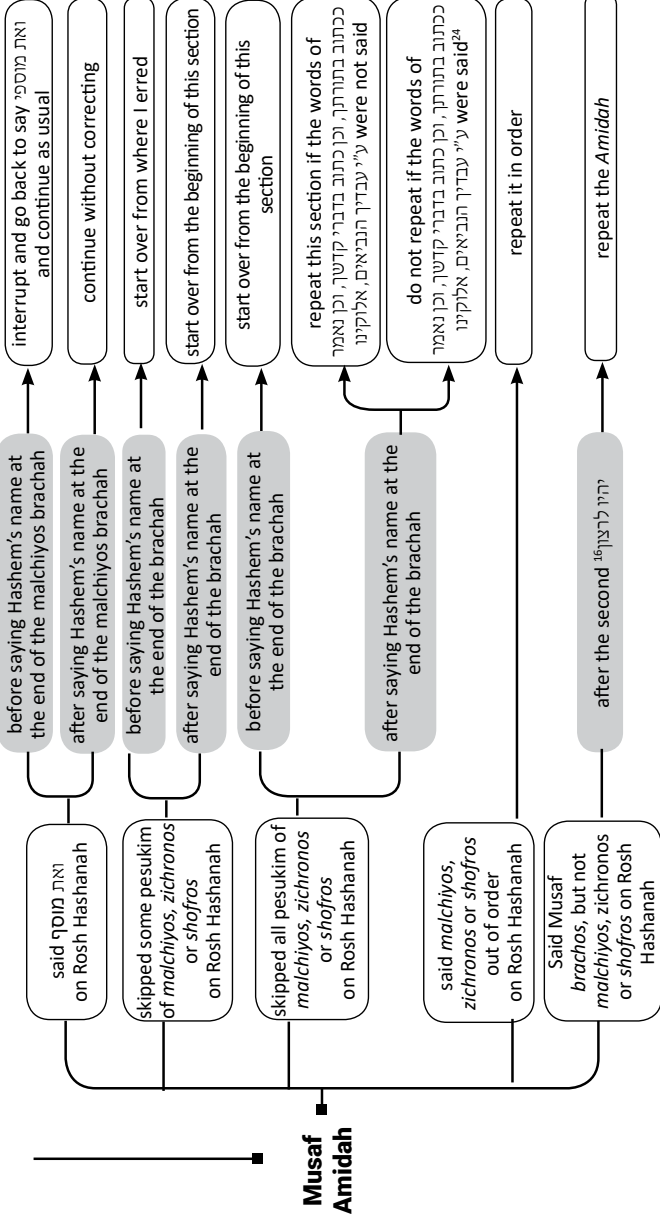 Musaf
Amidah
said ואת מוסף
on Rosh Hashanah
before saying Hashem's name at
the end of the malchiyos brachah
interrupt and go back to say ואת מוספי
and continue as usual
after saying Hashem's name at the
end of the malchiyos brachah
continue without correcting
skipped some pesukim
of malchiyos, zichronos
or shofros
on Rosh Hashanah
before saying Hashem's name at
the end of the brachah
start over from where I erred
after saying Hashem's name at the
end of the brachah
start over from the beginning of this section
skipped all pesukim of
malchiyos, zichronos
or shofros
on Rosh Hashanah
before saying Hashem's name at
the end of the brachah
start over from the beginning of this
section
after saying Hashem's name at the
end of the brachah
repeat this section if the words of
ככתוב בתורתך, וכן כתוב בדברי קדשך, וכן נאמר
ע"י עבדיך הנביאים, אלוקינו were not said
do not repeat if the words of
ככתוב בתורתך, וכן כתוב בדברי קדשך, וכן נאמר
ע"י עבדיך הנביאים, אלוקינו were said24
said malchiyos,
zichronos or shofros
out of order
on Rosh Hashanah
repeat it in order
Said Musaf
brachos, but not
malchiyos, zichronos
or shofros on Rosh
Hashanah
after the second יהיו לרצון16
repeat the Amidah